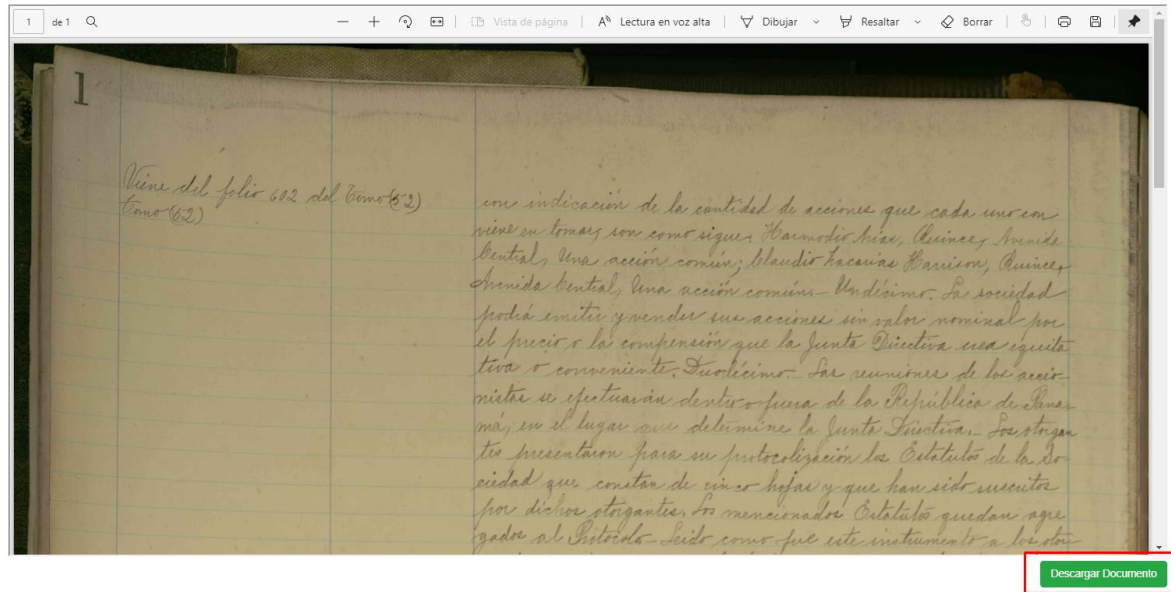 1 de 1
Vista de página
Lectura en voz alta
Dibujar
Resaltar
Borrar
1
Viene del folio 602 del Tomo (52)
Tomo (52)
con indicación de la cantidad de acciones que cada uno con
viene en tomar, son como sigue: Harmodio Arias, Quince, Avenida
Central, Una acción común; Claudio Zacarías Harrison, Quince,
Avenida Central, Una acción común. - Undécimo. La sociedad
podrá emitir y vender sus acciones sin valor nominal por
el precio o la compensión que la Junta Directiva crea equita
tiva o conveniente. Duodécimo. - Las reuniones de los accio-
nistas se efectuarán dentro o fuera de la República de Pana-
má, en el lugar que determine la Junta Directiva. - Los otorgan
tes presentaron para su protocolización los Estatutos de la So-
ciedad que constan de cinco hojas y que han sido suscritos
por dichos otorgantes. Los mencionados Estatutos quedan agre
gados al Protocolo - Leido como fue este instrumento a los otor
Descargar Documento